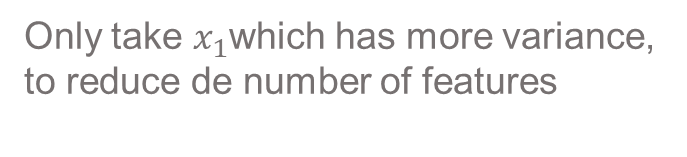 Only take 𝑥₁which has more variance,
to reduce de number of features